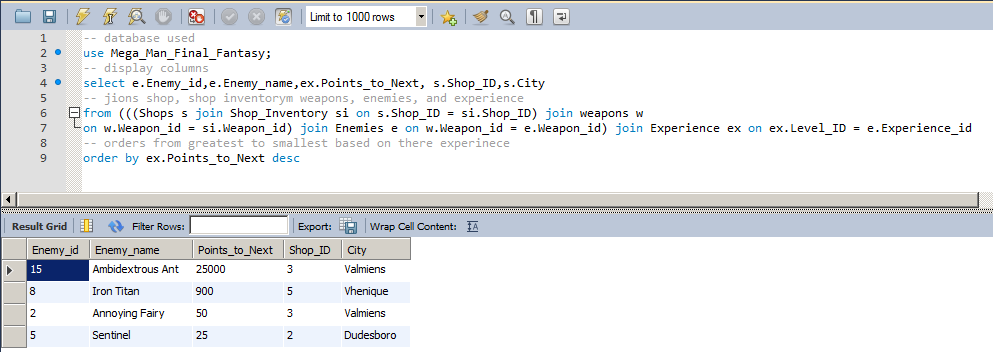 Limit to 1000 rows
1 -- database used
2 use Mega_Man_Final_Fantasy;
3 -- display columns
4 select e.Enemy_id,e.Enemy_name,ex.Points_to_Next, s.Shop_ID,s.City
5 -- jions shop, shop inventorym weapons, enemies, and experience
6 from (((Shops s join Shop_Inventory si on s.Shop_ID = si.Shop_ID) join weapons w
7 on w.Weapon_id = si.Weapon_id) join Enemies e on w.Weapon_id = e.Weapon_id) join Experience ex on ex.Level_ID = e.Experience_id
8 -- orders from greatest to smallest based on there experinece
9 order by ex.Points_to_Next desc
Result Grid Filter Rows: Export: Wrap Cell Content: IA
Enemy_id Enemy_name Points_to_Next Shop_ID City
15 Ambidextrous Ant 25000 3 Valmiens
8 Iron Titan 900 5 Vhenique
2 Annoying Fairy 50 3 Valmiens
5 Sentinel 25 2 Dudesboro